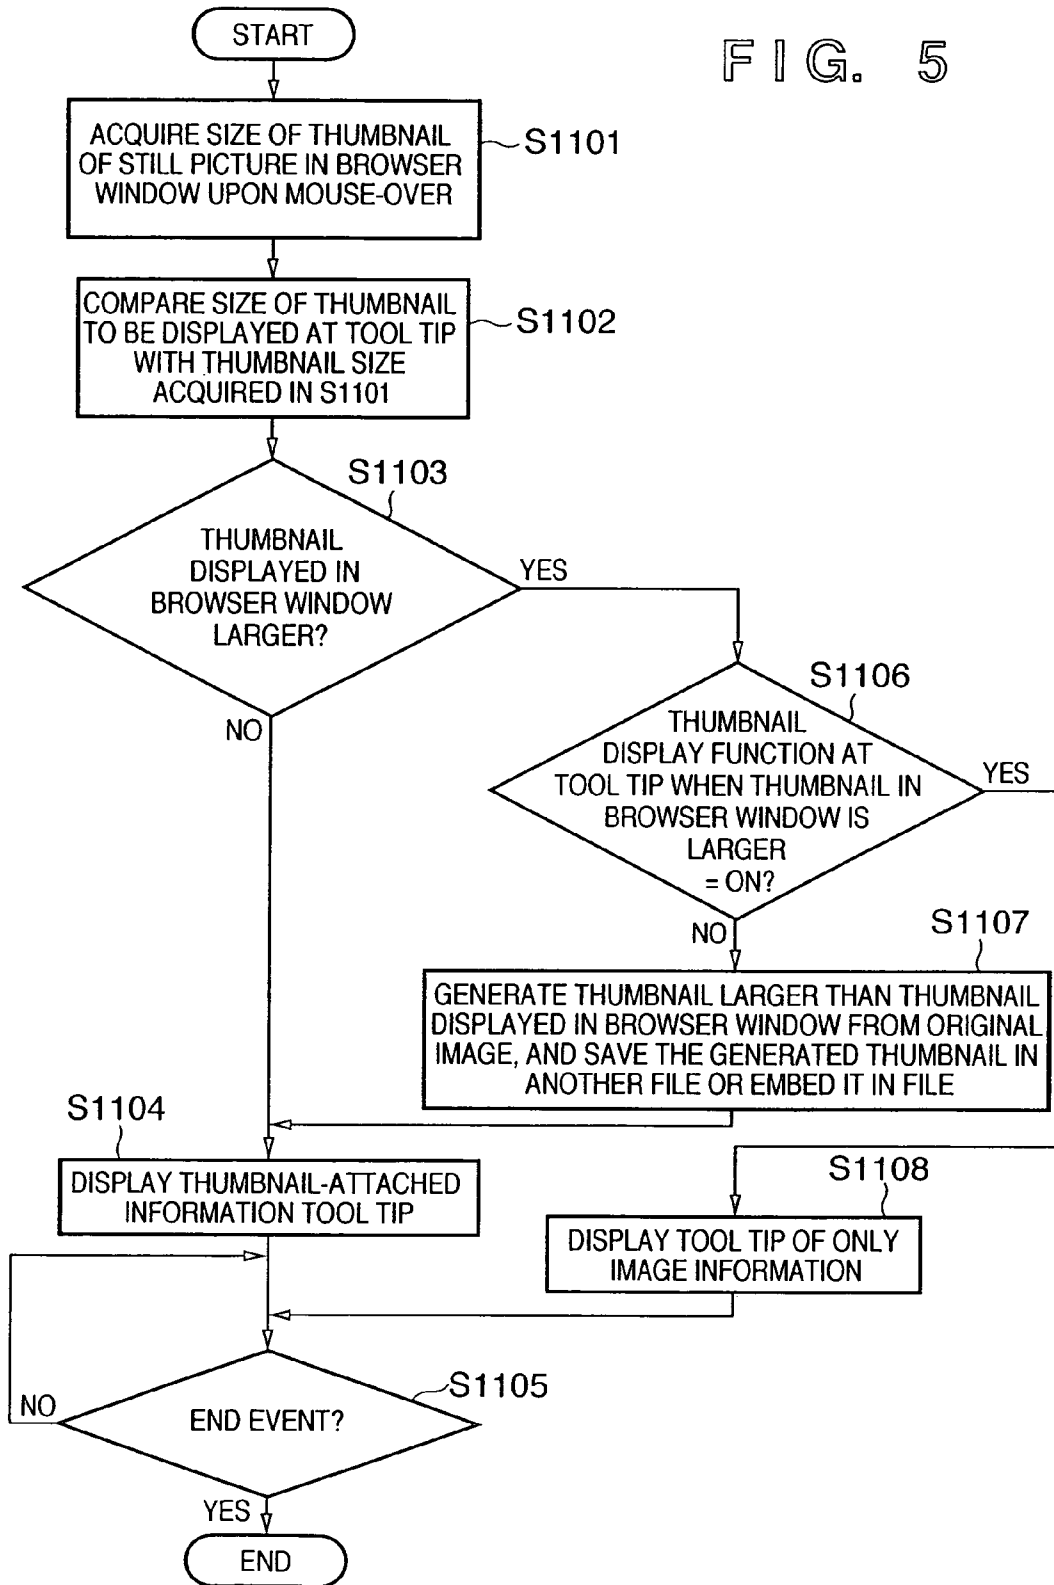 FIG. 5
START
ACQUIRE SIZE OF THUMBNAIL
OF STILL PICTURE IN BROWSER
WINDOW UPON MOUSE-OVER
S1101
COMPARE SIZE OF THUMBNAIL
TO BE DISPLAYED AT TOOL TIP
WITH THUMBNAIL SIZE
ACQUIRED IN S1101
S1102
S1103
THUMBNAIL
DISPLAYED IN
BROWSER WINDOW
LARGER?
YES
NO
S1106
THUMBNAIL
DISPLAY FUNCTION AT
TOOL TIP WHEN THUMBNAIL IN
BROWSER WINDOW IS
LARGER
= ON?
YES
NO
S1107
GENERATE THUMBNAIL LARGER THAN THUMBNAIL
DISPLAYED IN BROWSER WINDOW FROM ORIGINAL
IMAGE, AND SAVE THE GENERATED THUMBNAIL IN
ANOTHER FILE OR EMBED IT IN FILE
S1104
DISPLAY THUMBNAIL-ATTACHED
INFORMATION TOOL TIP
S1108
DISPLAY TOOL TIP OF ONLY
IMAGE INFORMATION
S1105
END EVENT?
NO
YES
END